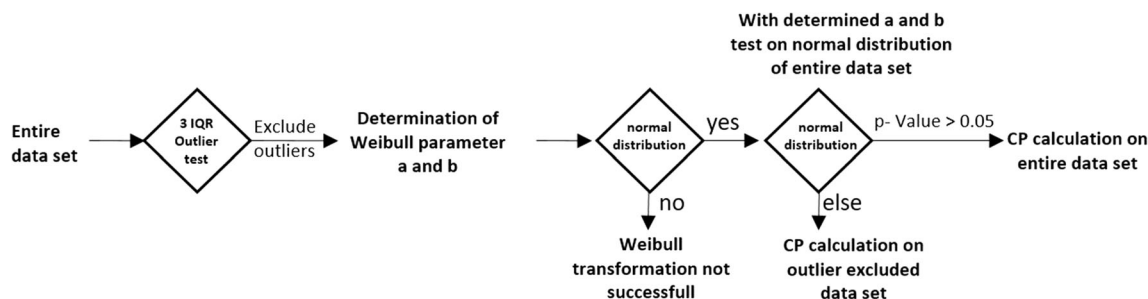 Entire
data set
3 IQR
Outlier
test
Exclude
outliers
Determination of
Weibull parameter
a and b
normal
distribution
yes
no
Weibull
transformation not
successfull
With determined a and b
test on normal distribution
of entire data set
normal
distribution
p- Value > 0.05
CP calculation on
entire data set
else
CP calculation on
outlier excluded
data set